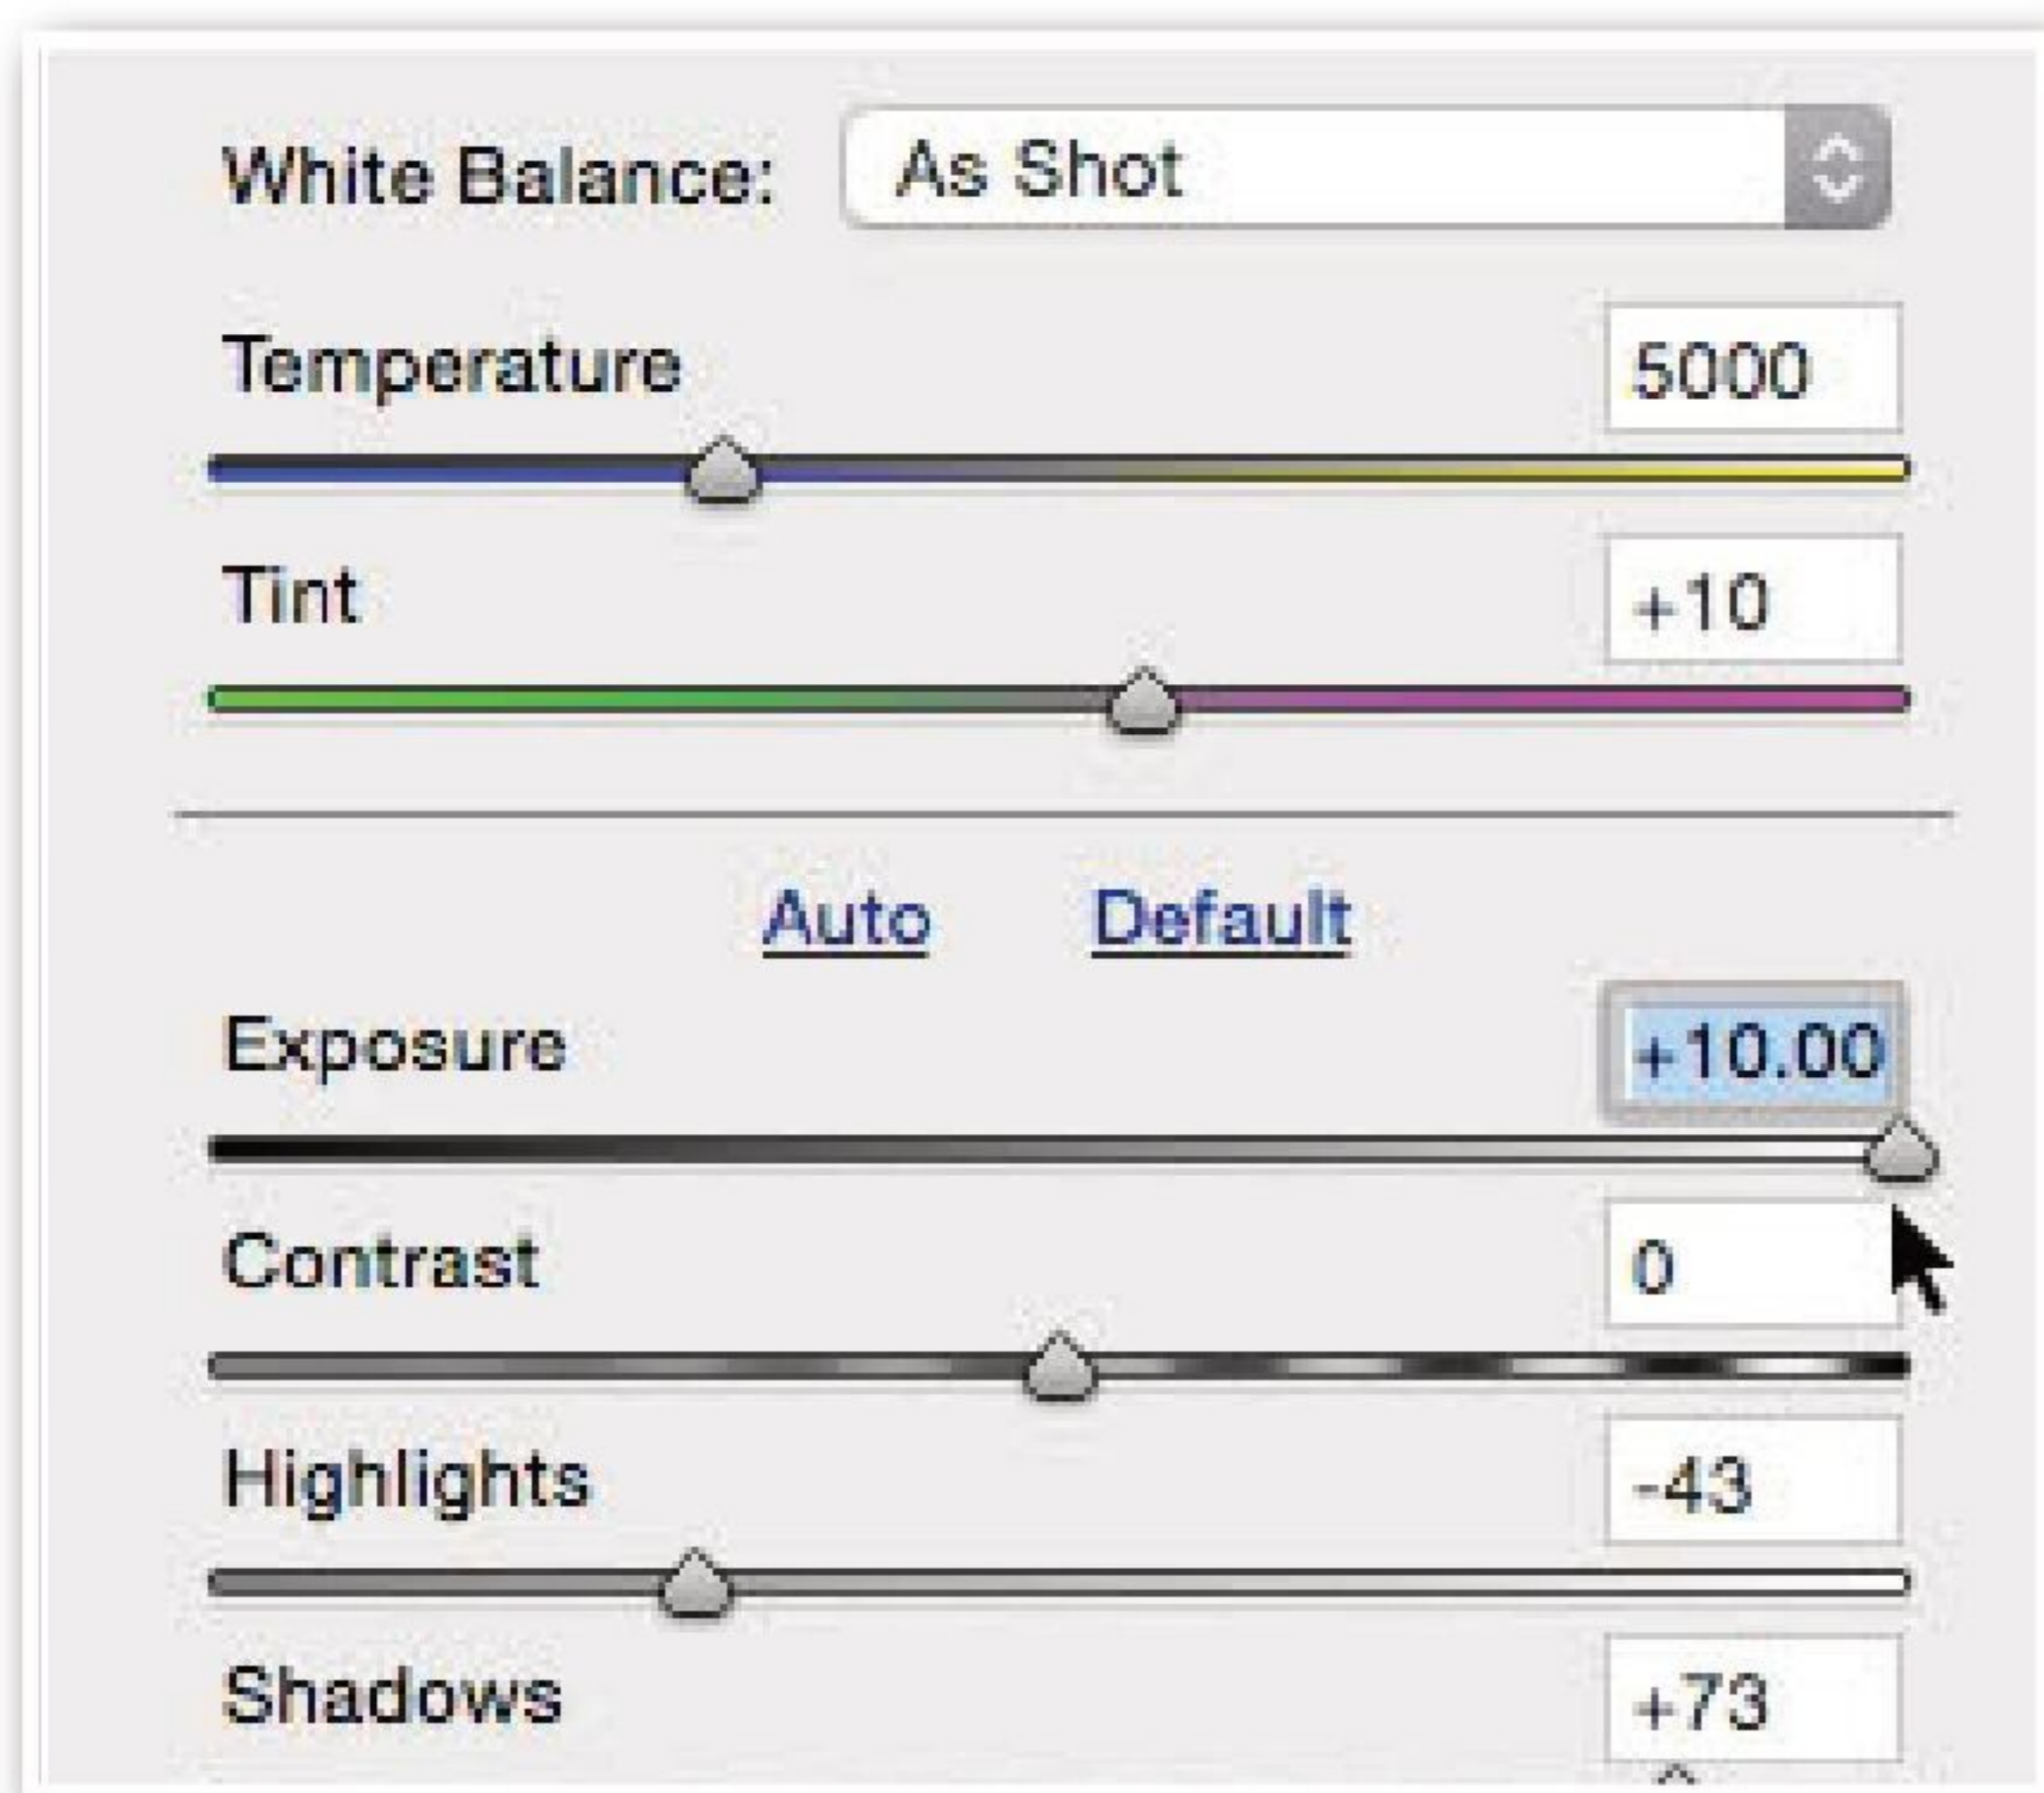 White Balance: As Shot
Temperature 5000
Tint +10
Auto Default
Exposure +10.00
Contrast 0
Highlights -43
Shadows +73